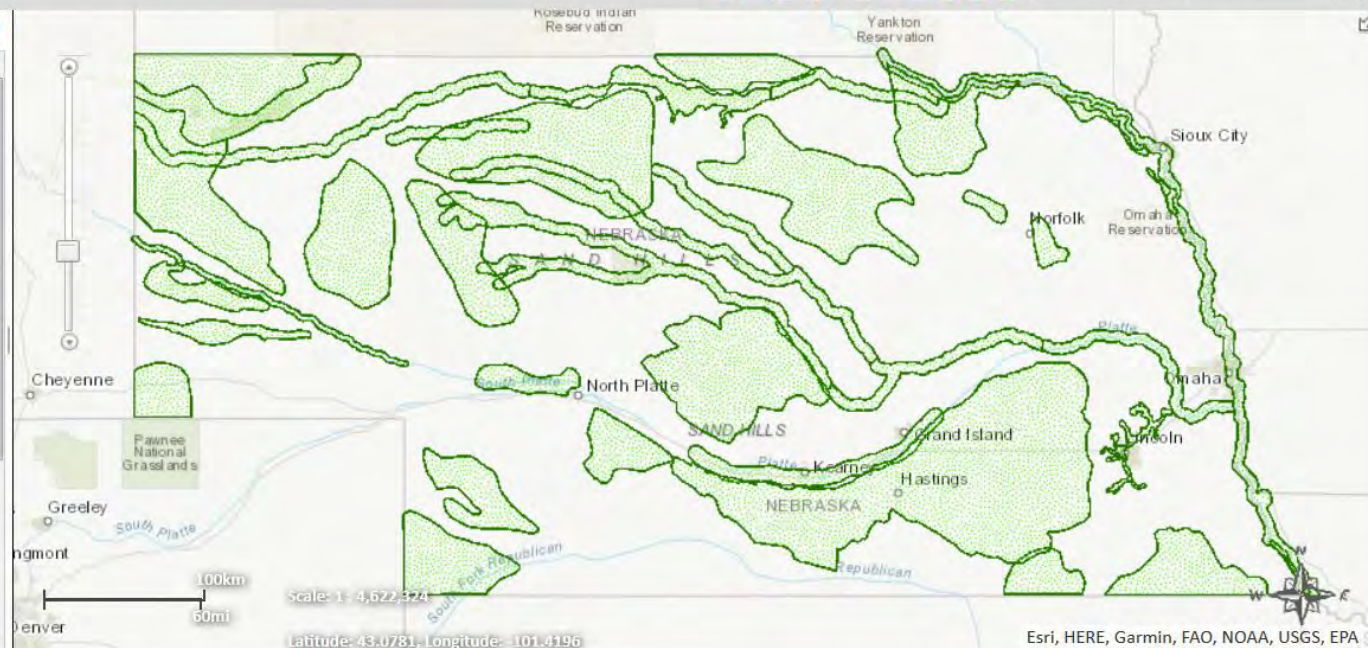 Rosebud Indian
Reservation
Yankton
Reservation
Sioux City
Norfolk
Omaha
Reservation
NEBRASKA
SAND HILLS
Platte
Cheyenne
South Platte
North Platte
maha
Pawnee
National
Grasslands
SAND HILLS
Grand Island
Lincoln
Platte
Kearney
Hastings
Greeley
NEBRASKA
South Platte
ngmont
South Fork Republican
Republican
100km
60mi
Scale: 1 : 4,622,324
N
W
E
enver
Latitude: 43.0781, Longitude: -101.4196
Esri, HERE, Garmin, FAO, NOAA, USGS, EPA